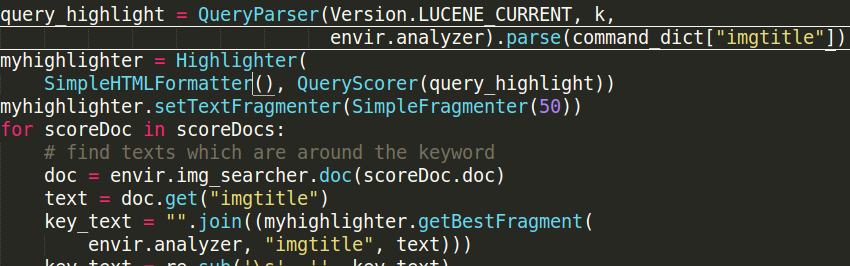 query_highlight = QueryParser(Version.LUCENE_CURRENT, k,
                              envir.analyzer).parse(command_dict["imgtitle"])
myhighlighter = Highlighter(
    SimpleHTMLFormatter(), QueryScorer(query_highlight))
myhighlighter.setTextFragmenter(SimpleFragmenter(50))
for scoreDoc in scoreDocs:
    # find texts which are around the keyword
    doc = envir.img_searcher.doc(scoreDoc.doc)
    text = doc.get("imgtitle")
    key_text = "".join((myhighlighter.getBestFragment(
        envir.analyzer, "imgtitle", text)))
    key_text = re.sub('\s', '', key_text)